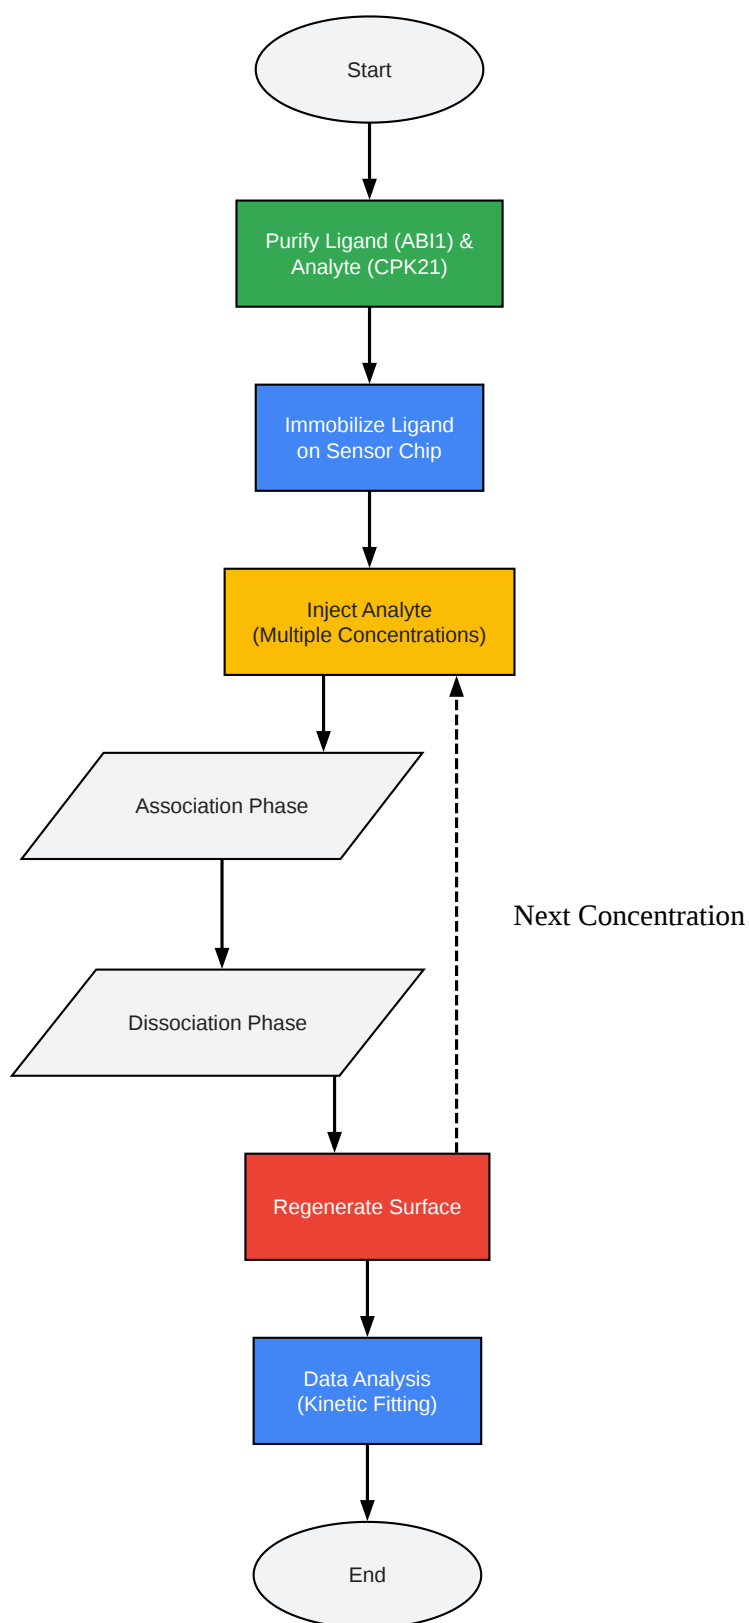 Start
Purify Ligand (ABI1) &
Analyte (CPK21)
Immobilize Ligand
on Sensor Chip
Inject Analyte
(Multiple Concentrations)
Association Phase
Next Concentration
Dissociation Phase
Regenerate Surface
Data Analysis
(Kinetic Fitting)
End